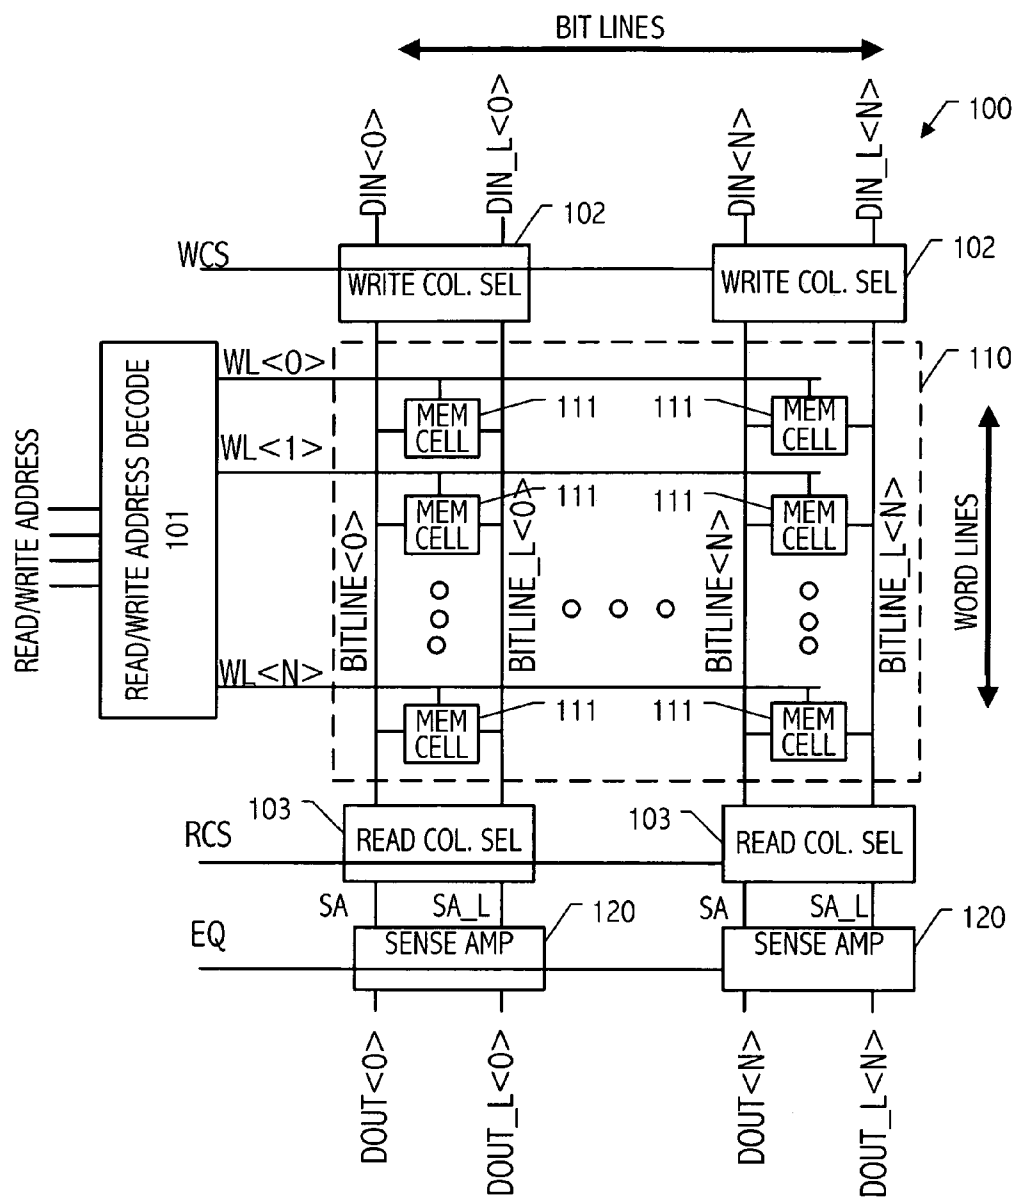 BIT LINES
DIN<0>
DIN_L<0>
DIN<N>
DIN_L<N>
100
102
102
WCS
WRITE COL. SEL
WRITE COL. SEL
READ/WRITE ADDRESS
READ/WRITE ADDRESS DECODE
101
WL<0>
110
MEM
CELL
111
111
MEM
CELL
WL<1>
MEM
CELL
111
111
MEM
CELL
BITLINE<0>
BITLINE_L<0>
BITLINE<N>
BITLINE_L<N>
WORD LINES
WL<N>
MEM
CELL
111
111
MEM
CELL
103
103
RCS
READ COL. SEL
READ COL. SEL
SA
SA_L
120
SA
SA_L
120
EQ
SENSE AMP
SENSE AMP
DOUT<0>
DOUT_L<0>
DOUT<N>
DOUT_L<N>